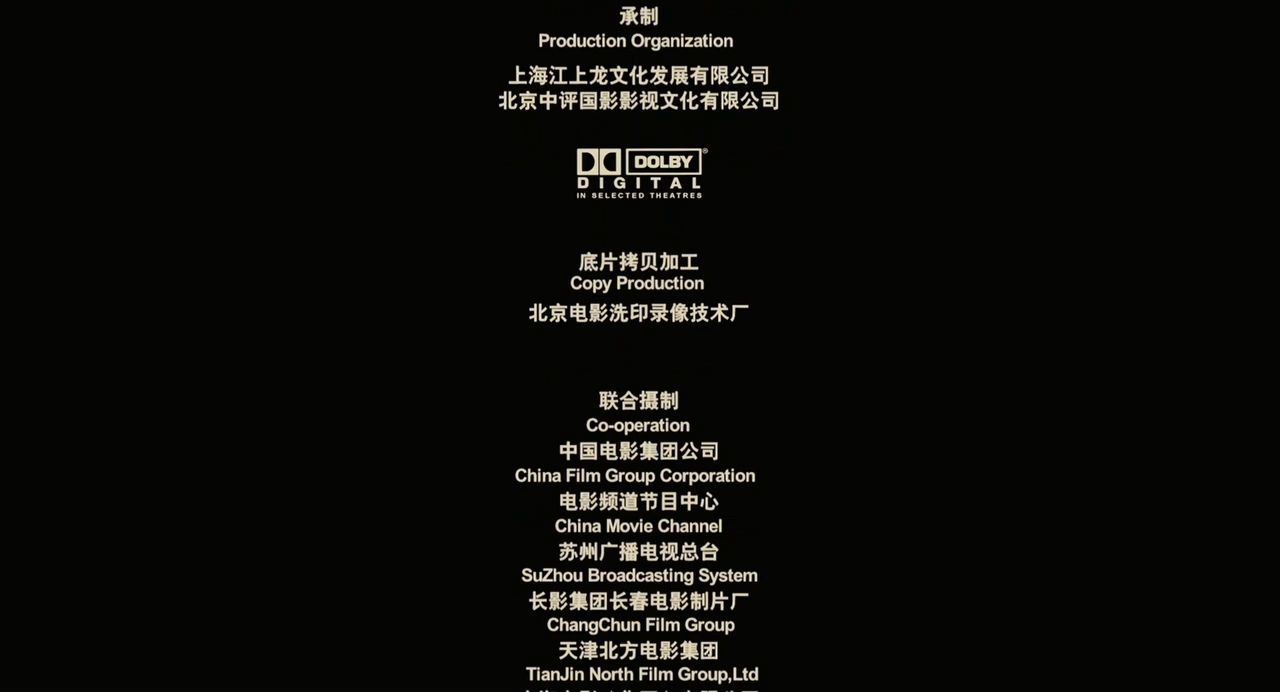 承制
Production Organization
上海江上龙文化发展有限公司
北京中评国影影视文化有限公司
DOLBY®
DIGITAL
IN SELECTED THEATRES
底片拷贝加工
Copy Production
北京电影洗印录像技术厂
联合摄制
Co-operation
中国电影集团公司
China Film Group Corporation
电影频道节目中心
China Movie Channel
苏州广播电视总台
SuZhou Broadcasting System
长影集团长春电影制片厂
ChangChun Film Group
天津北方电影集团
TianJin North Film Group,Ltd